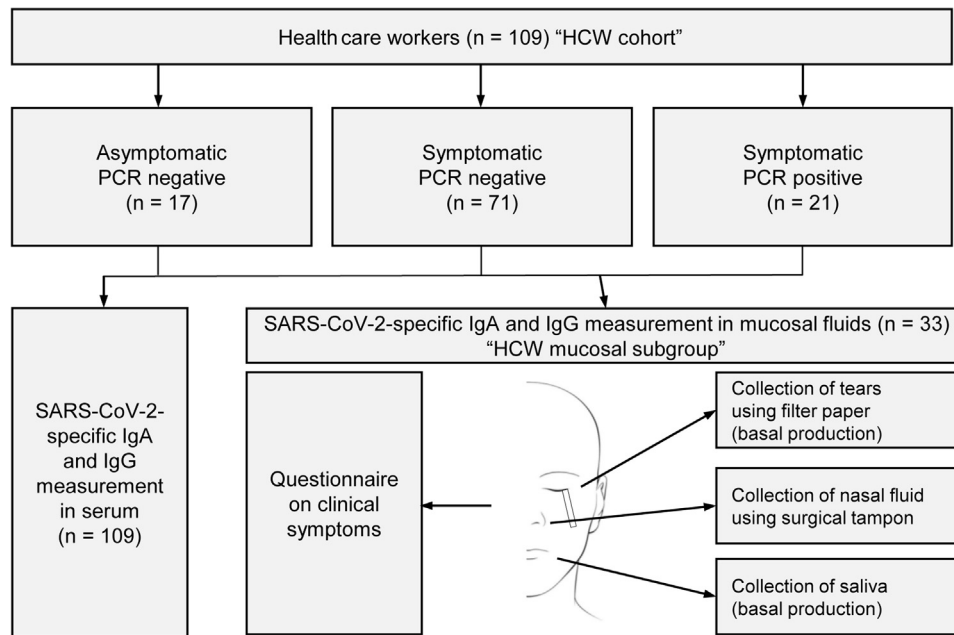 Health care workers (n = 109) “HCW cohort”
Asymptomatic
PCR negative
(n = 17)
Symptomatic
PCR negative
(n = 71)
Symptomatic
PCR positive
(n = 21)
SARS-CoV-2-
specific IgA
and IgG
measurement
in serum
(n = 109)
SARS-CoV-2-specific IgA and IgG measurement in mucosal fluids (n = 33)
“HCW mucosal subgroup”
Questionnaire
on clinical
symptoms
Collection of tears
using filter paper
(basal production)
Collection of nasal fluid
using surgical tampon
Collection of saliva
(basal production)